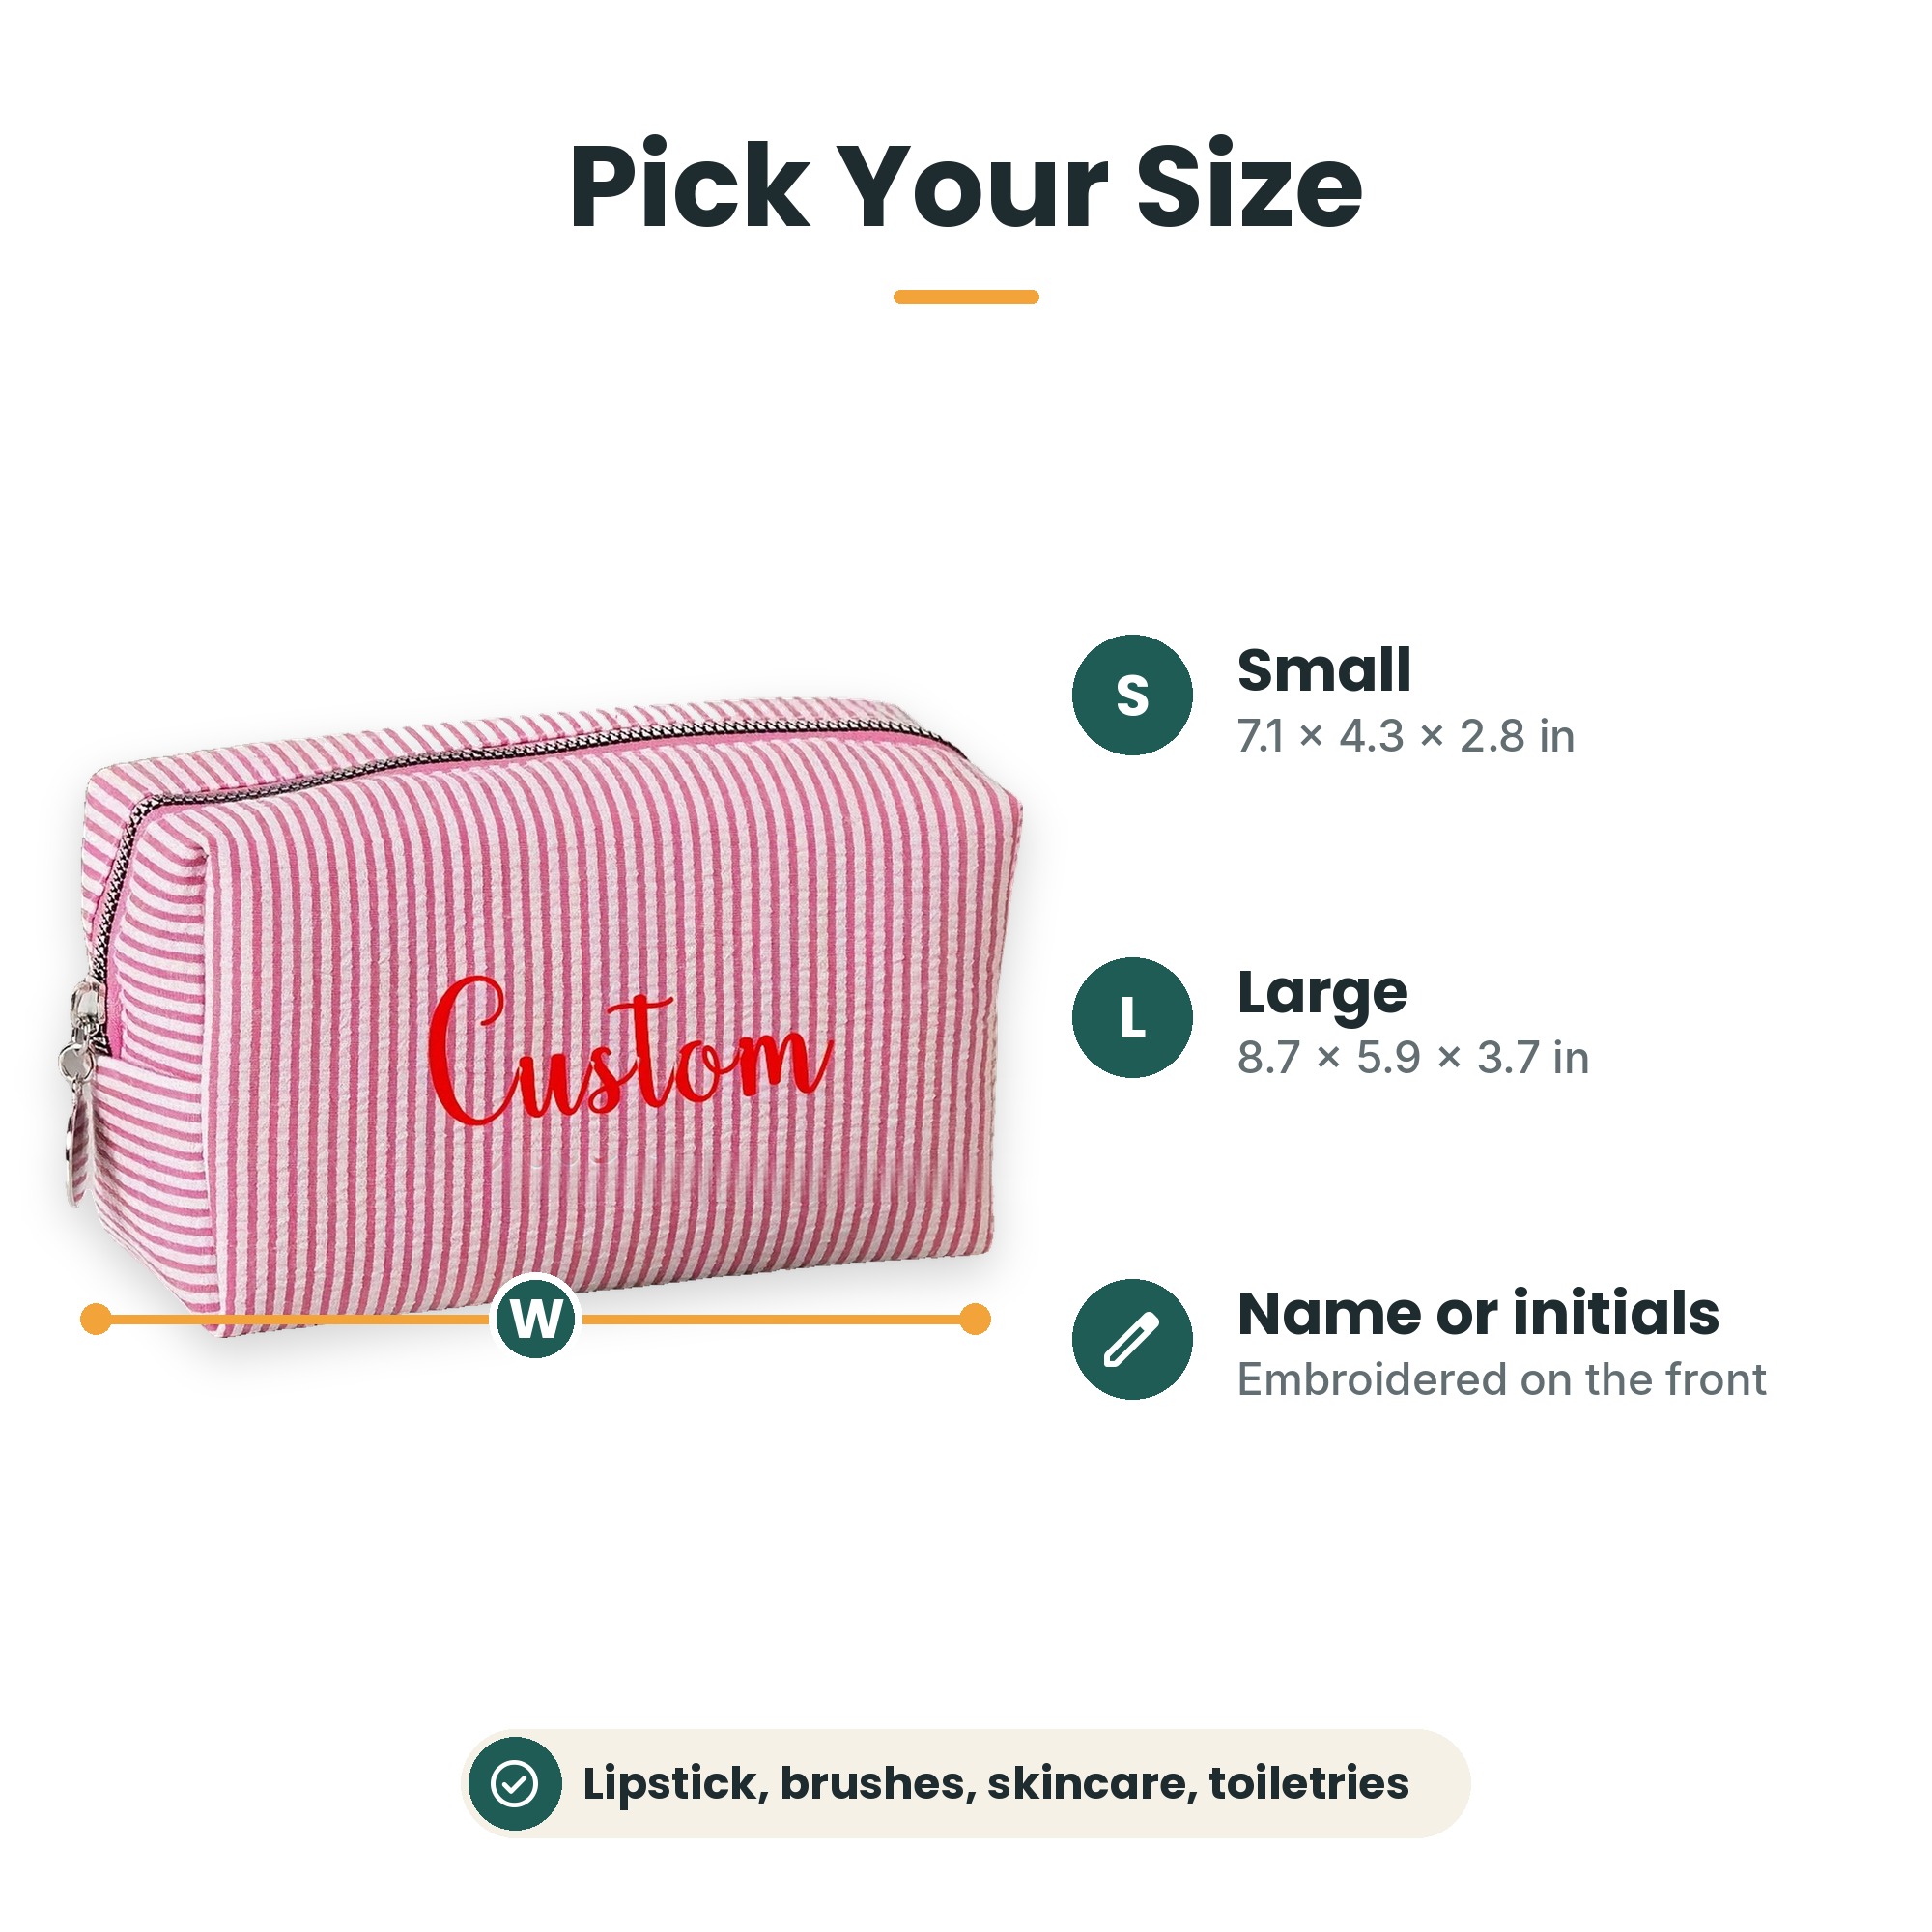 Pick Your Size
S
Small
7.1 × 4.3 × 2.8 in
Custom
L
Large
8.7 × 5.9 × 3.7 in
W
Name or initials
Embroidered on the front
Lipstick, brushes, skincare, toiletries